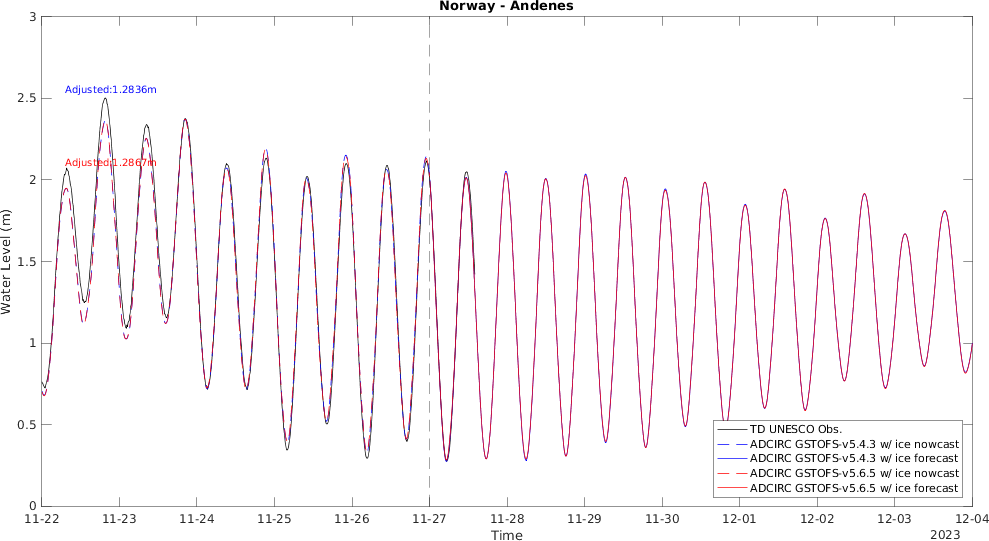 Norway - Andenes
Water Level (m)
3
2.5
2
1.5
1
0.5
0
Adjusted:1.2836m
Adjusted:1.2867m
TD UNESCO Obs.
ADCIRC GSTOFS-v5.4.3 w/ ice nowcast
ADCIRC GSTOFS-v5.4.3 w/ ice forecast
ADCIRC GSTOFS-v5.6.5 w/ ice nowcast
ADCIRC GSTOFS-v5.6.5 w/ ice forecast
11-22 11-23 11-24 11-25 11-26 11-27 11-28 11-29 11-30 12-01 12-02 12-03 12-04
Time
2023